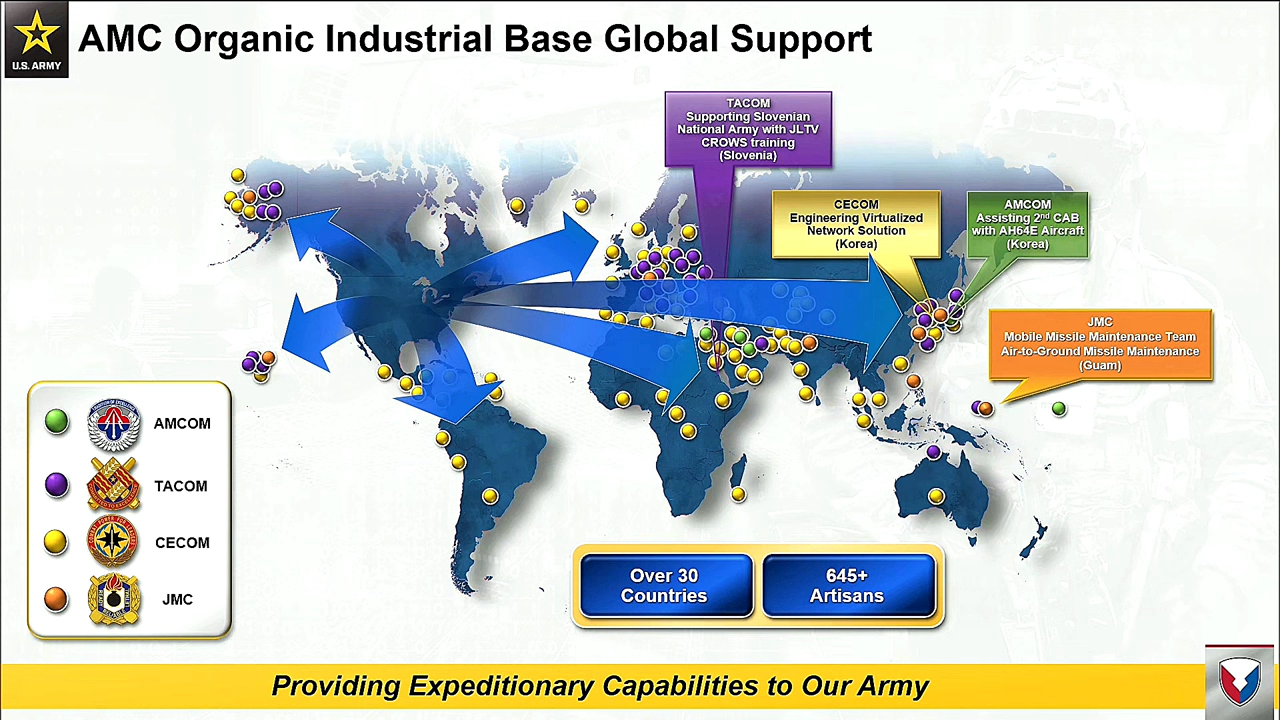 U.S. ARMY
AMC Organic Industrial Base Global Support
TACOM
Supporting Slovenian
National Army with JLTV
CROWS training
(Slovenia)
CECOM
Engineering Virtualized
Network Solution
(Korea)
AMCOM
Assisting 2nd CAB
with AH64E Aircraft
(Korea)
JMC
Mobile Missile Maintenance Team
Air-to-Ground Missile Maintenance
(Guam)
AMCOM
TACOM
CECOM
JMC
Over 30
Countries
645+
Artisans
Providing Expeditionary Capabilities to Our Army